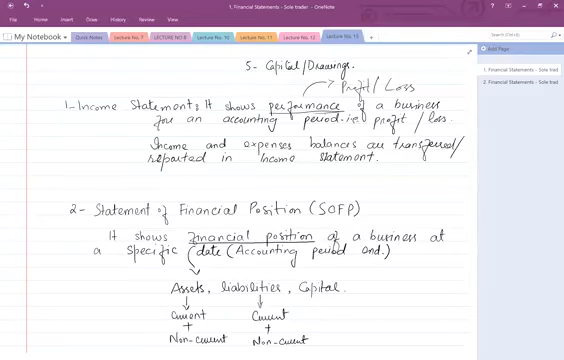 1. Financial Statements - Sole trader - OneNote
File Home Insert Draw History Review View Help
My Notebook Quick Notes Lecture No. 7 LECTURE NO 8 Lecture No. 10 Lecture No. 11 Lecture No. 12 Lecture No. 13 +
Add Page
1. Financial Statements - Sole trad
2. Financial Statements - Sole trad
5- Capital/Drawings.
Profit / Loss
1- Income Statement: It shows performance of a business
for an accounting period. i.e. profit / loss.
Income and expenses balances are transferred/
reported in Income statement.
2- Statement of Financial Position (SOFP)
It shows financial position of a business at
a specific (date (Accounting period end.)
Assets, liabilities, Capital.
Current Current
+ +
Non-current Non-current